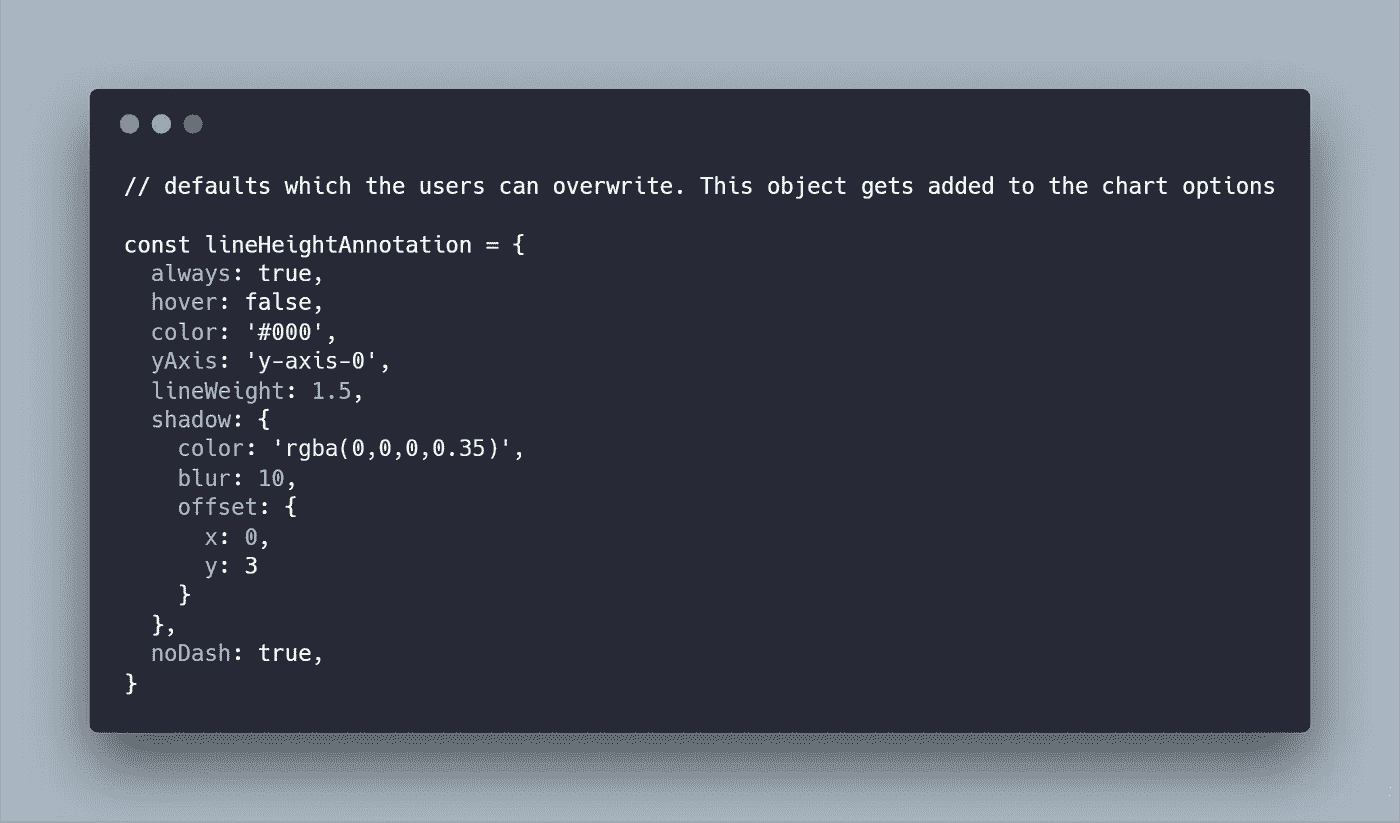 // defaults which the users can overwrite. This object gets added to the chart options
const lineHeightAnnotation = {
  always: true,
  hover: false,
  color: '#000',
  yAxis: 'y-axis-0',
  lineWeight: 1.5,
  shadow: {
    color: 'rgba(0,0,0,0.35)',
    blur: 10,
    offset: {
      x: 0,
      y: 3
    }
  },
  noDash: true,
}